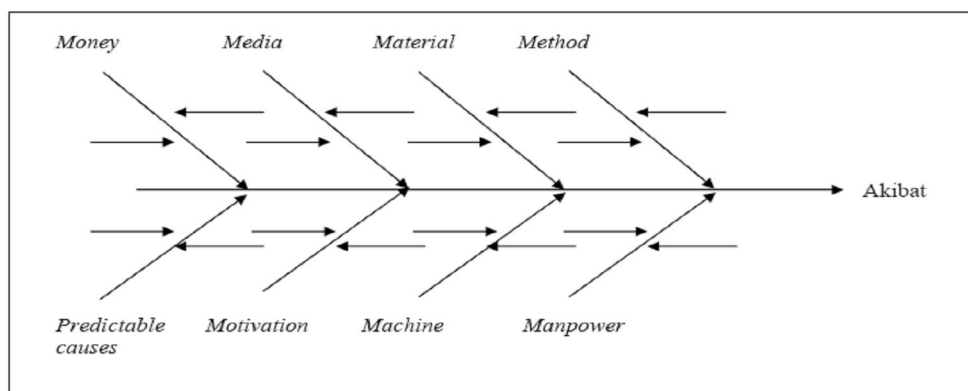 Money
Media
Material
Method
Akibat
Predictable
causes
Motivation
Machine
Manpower